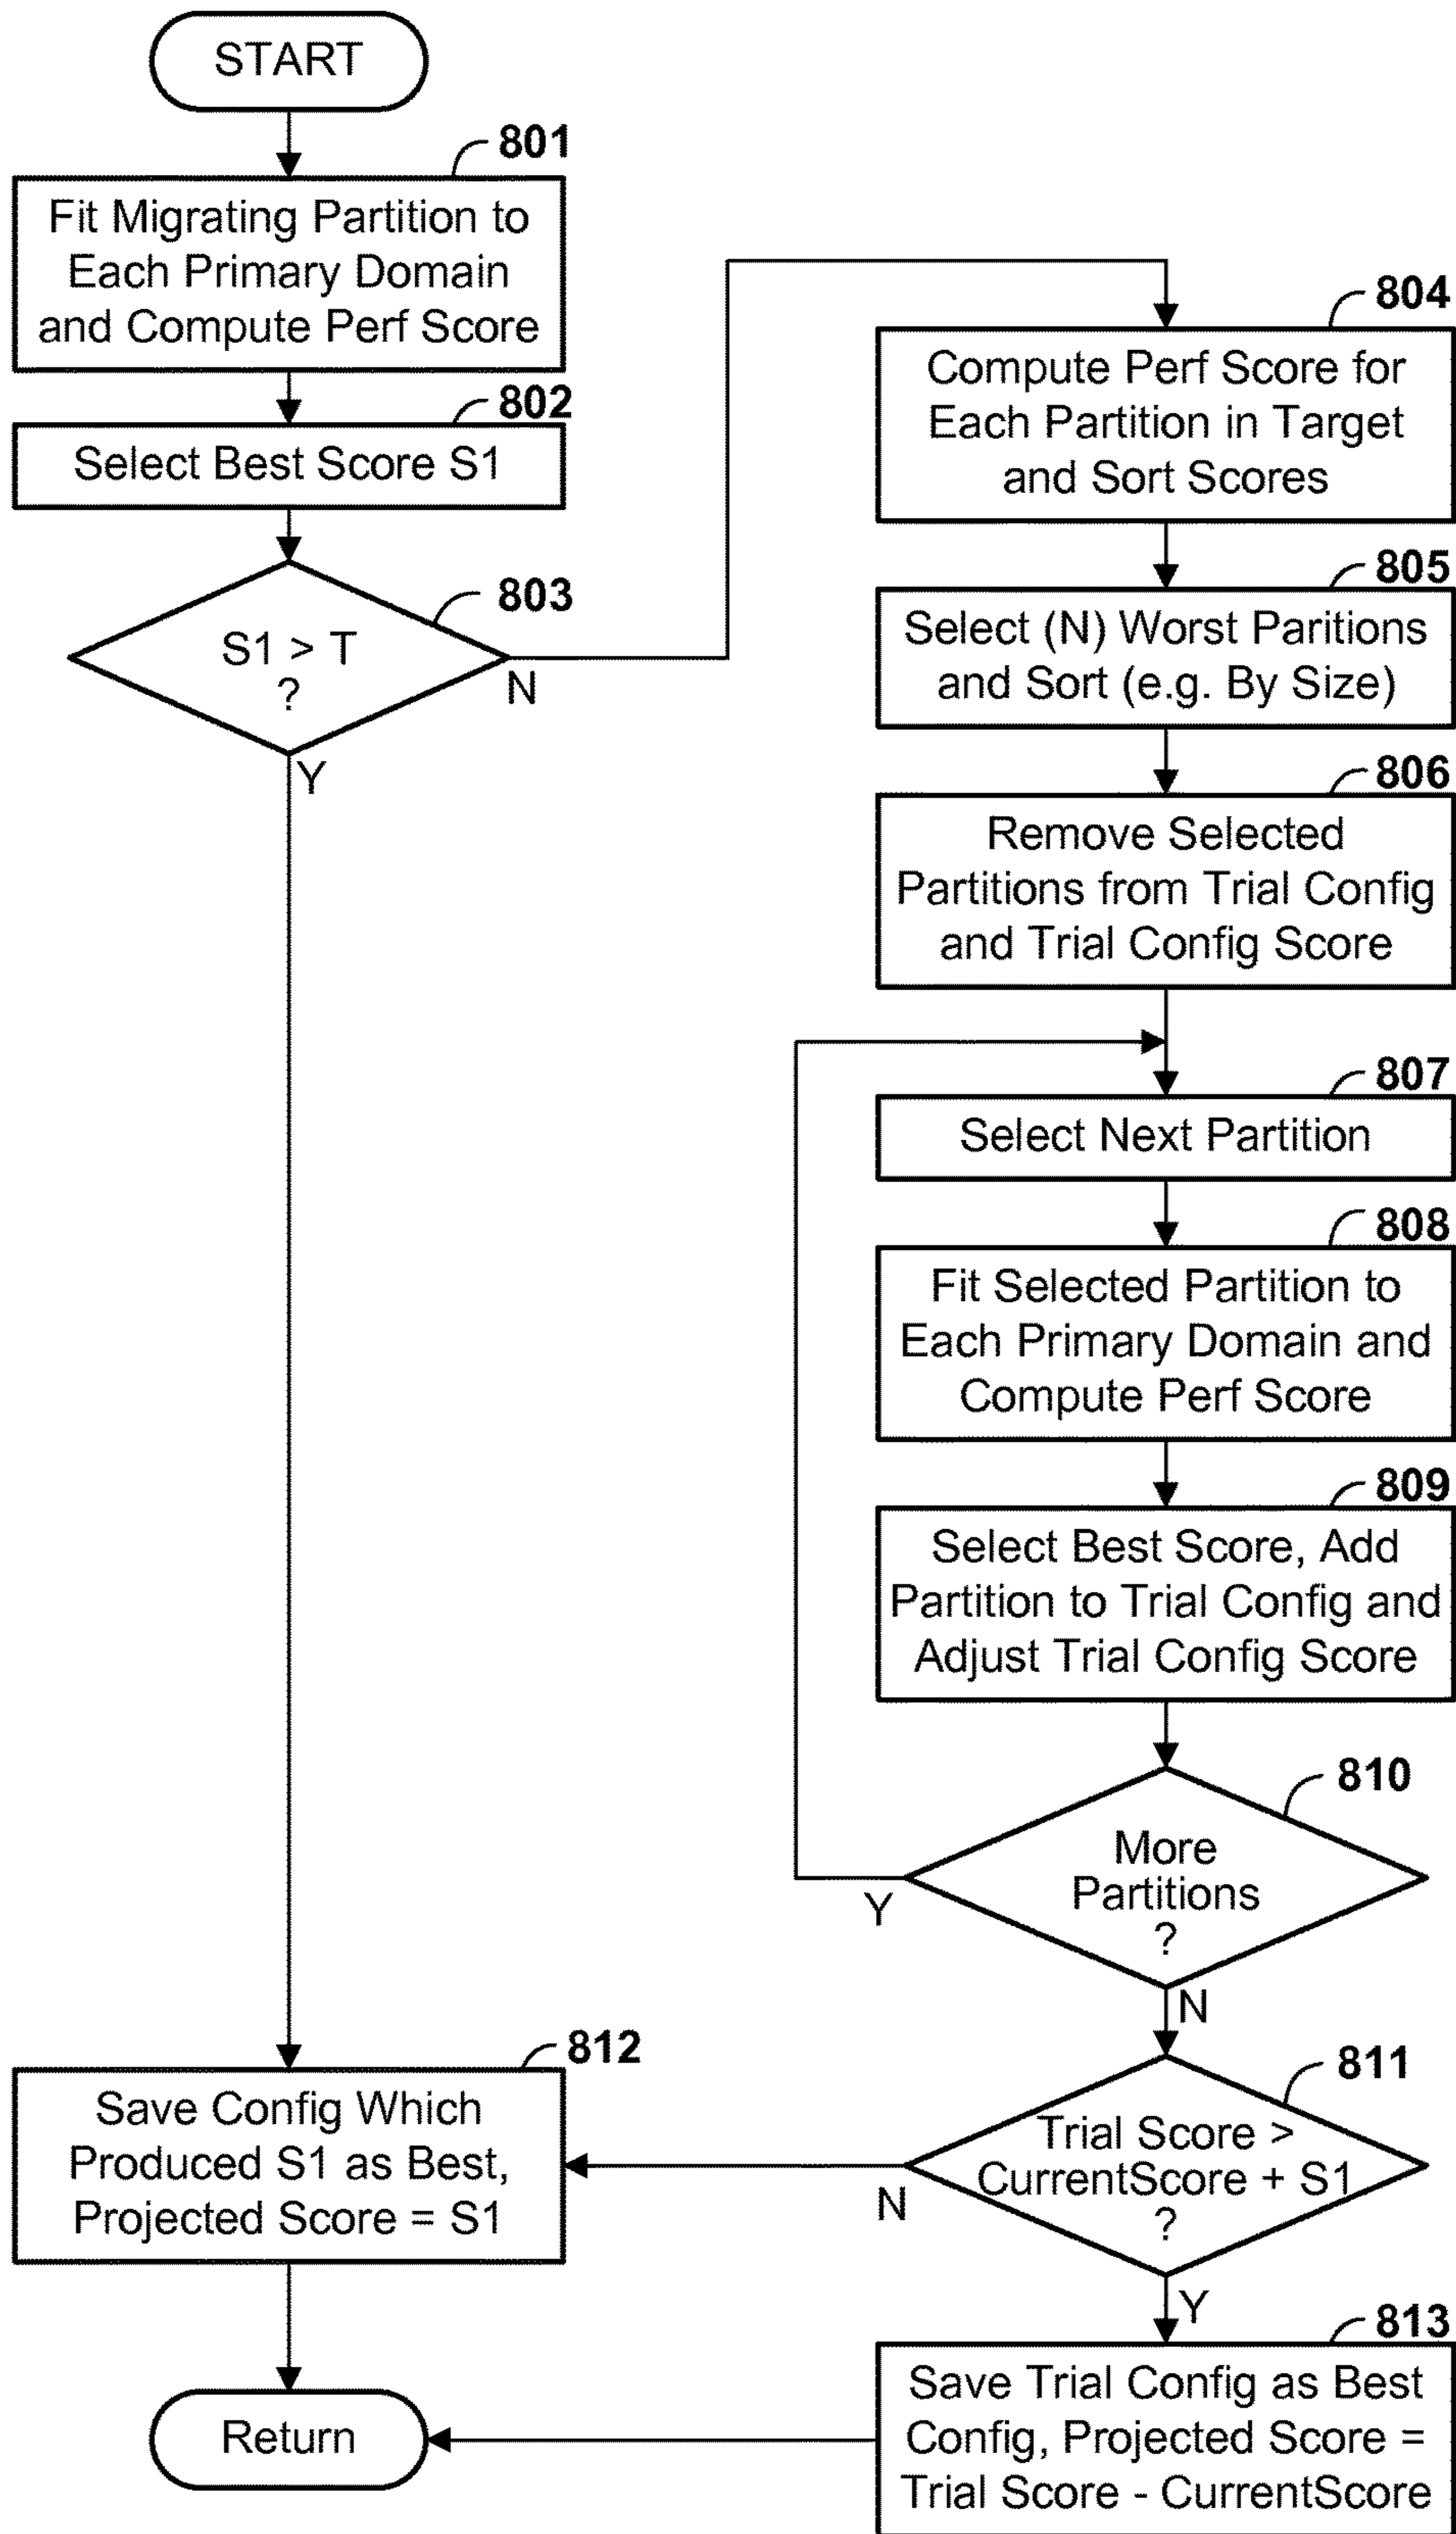 START
801
Fit Migrating Partition to
Each Primary Domain
and Compute Perf Score
802
Select Best Score S1
803
S1 > T
?
N
Y
804
Compute Perf Score for
Each Partition in Target
and Sort Scores
805
Select (N) Worst Paritions
and Sort (e.g. By Size)
806
Remove Selected
Partitions from Trial Config
and Trial Config Score
807
Select Next Partition
808
Fit Selected Partition to
Each Primary Domain and
Compute Perf Score
809
Select Best Score, Add
Partition to Trial Config and
Adjust Trial Config Score
810
More
Partitions
?
Y
N
811
Trial Score >
CurrentScore + S1
?
N
Y
812
Save Config Which
Produced S1 as Best,
Projected Score = S1
813
Save Trial Config as Best
Config, Projected Score =
Trial Score - CurrentScore
Return